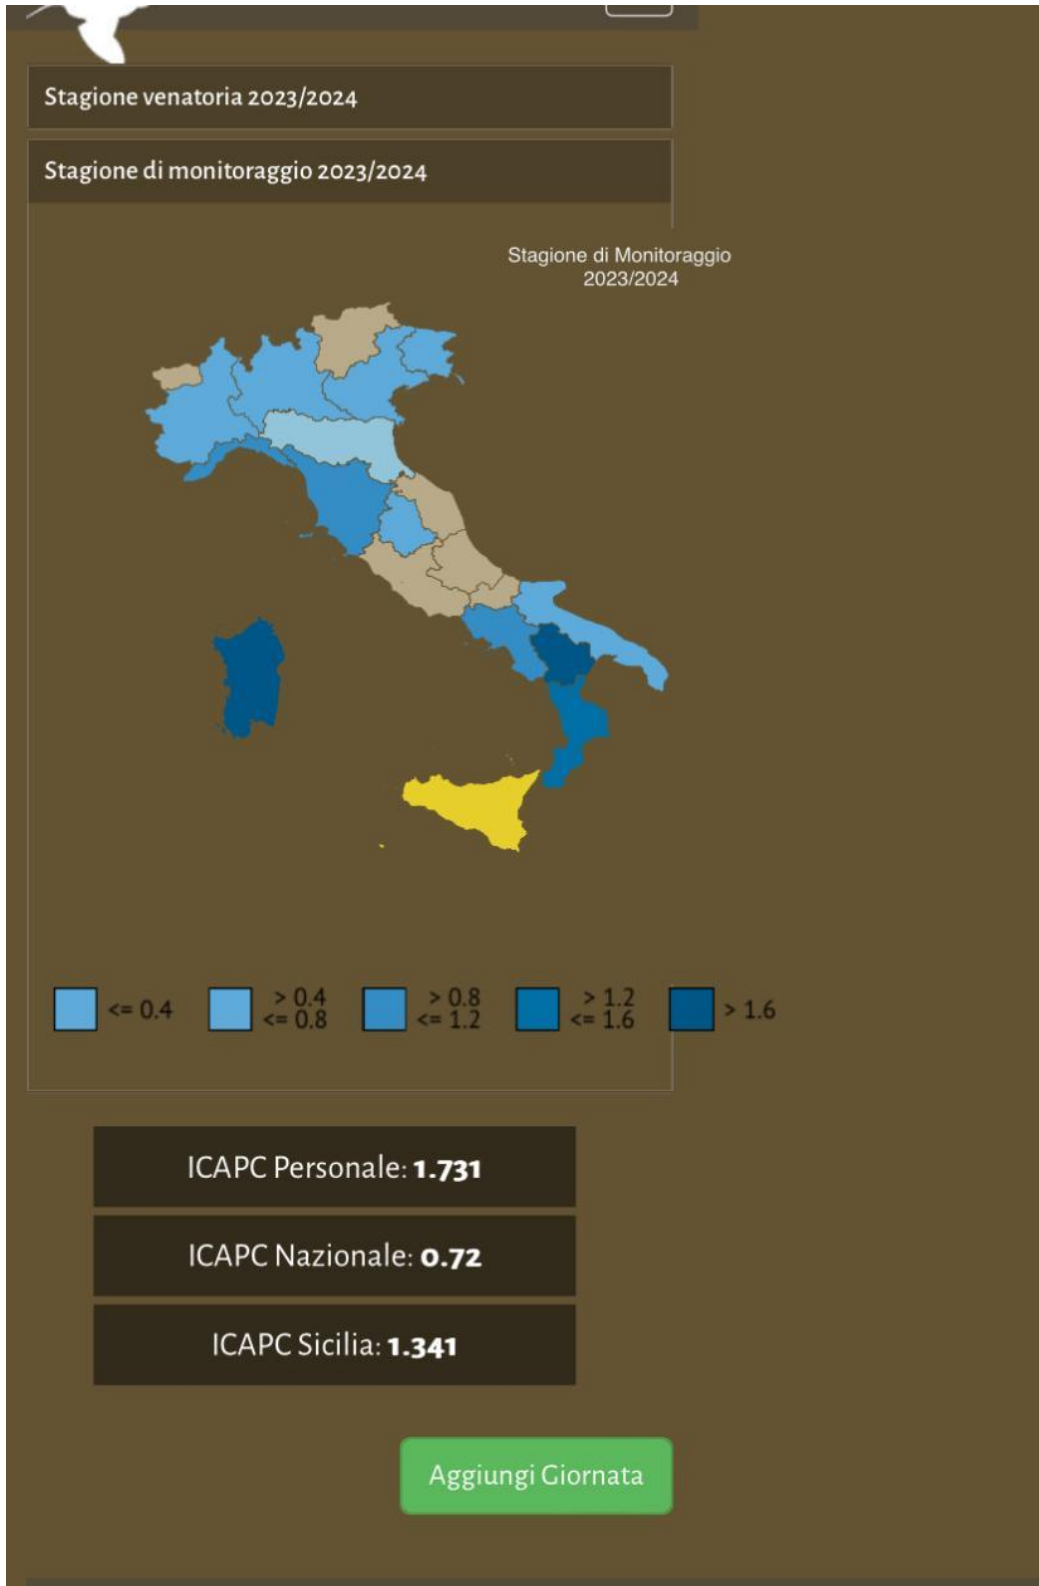 Stagione venatoria 2023/2024
Stagione di monitoraggio 2023/2024
Stagione di Monitoraggio
2023/2024
<= 0.4
> 0.4
<= 0.8
> 0.8
<= 1.2
> 1.2
<= 1.6
> 1.6
ICAPC Personale: 1.731
ICAPC Nazionale: 0.72
ICAPC Sicilia: 1.341
Aggiungi Giornata